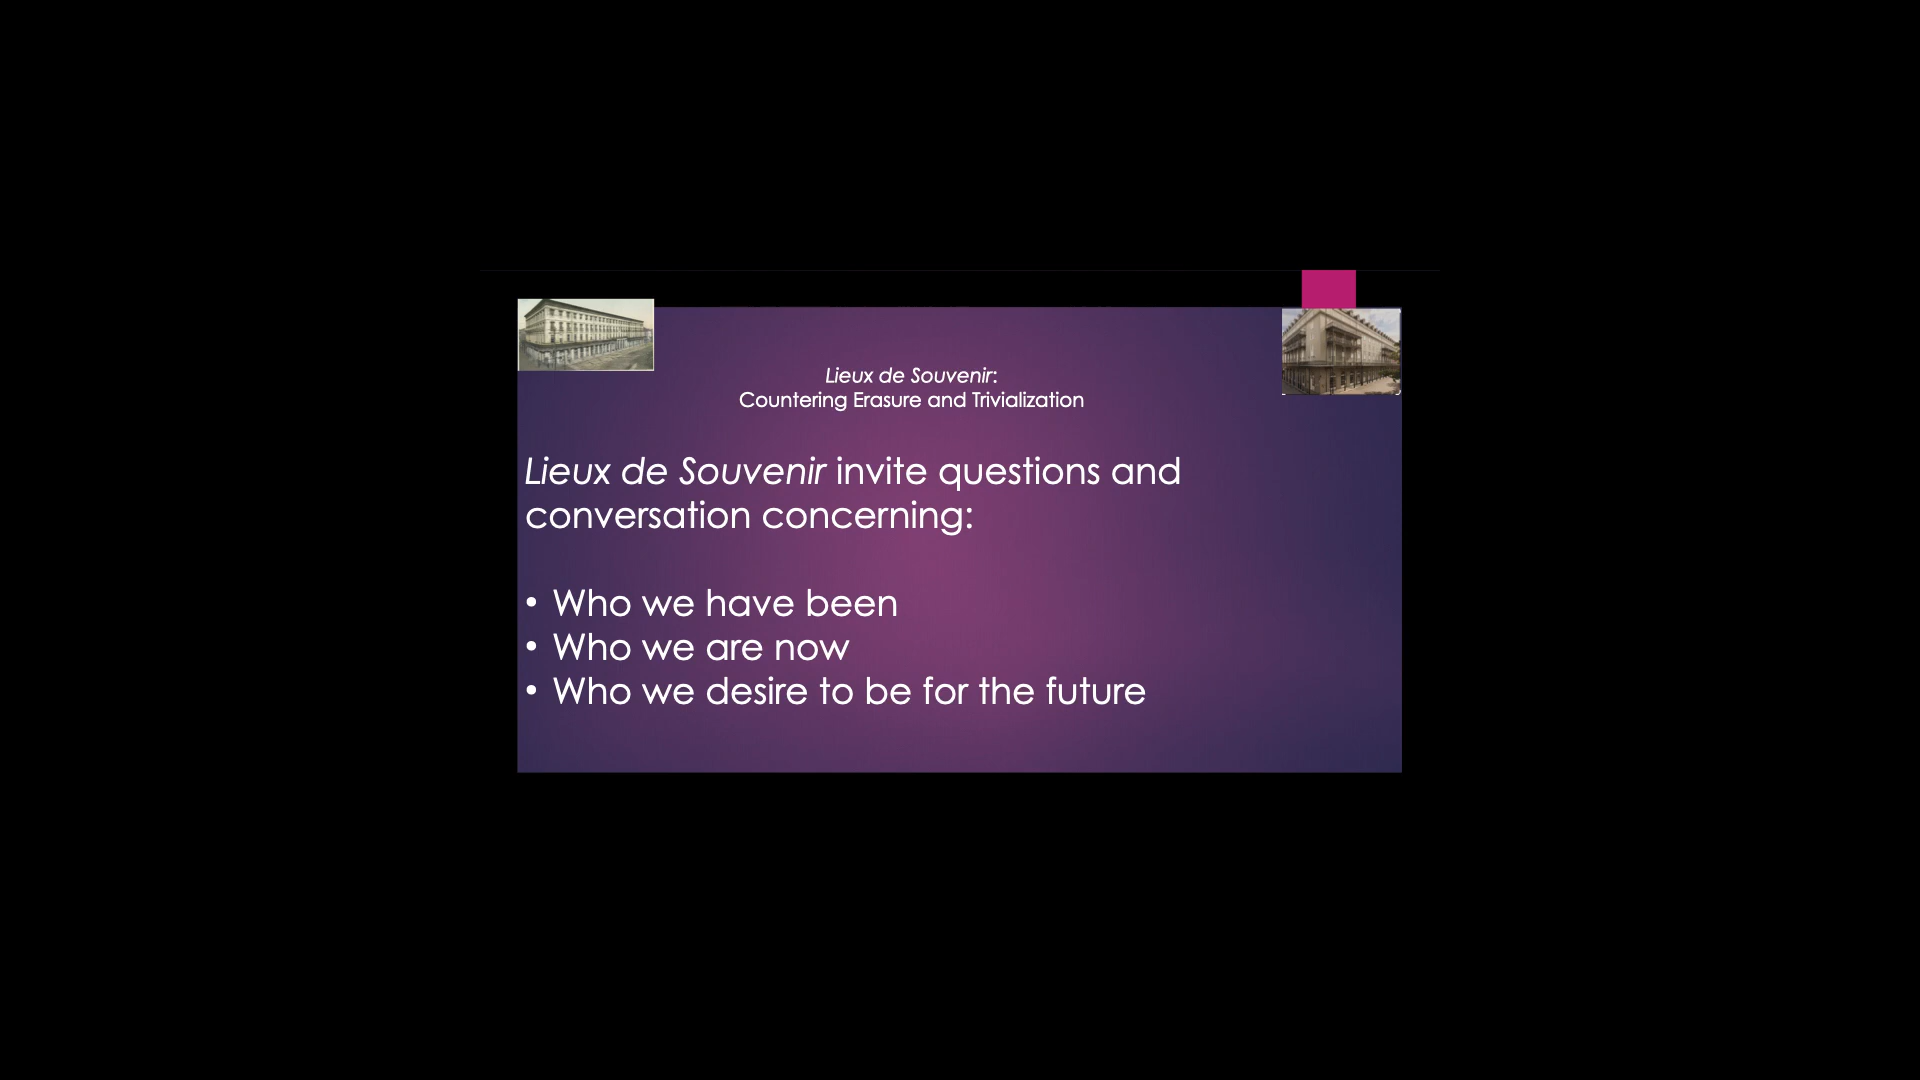 Lieux de Souvenir:
Countering Erasure and Trivialization
Lieux de Souvenir invite questions and
conversation concerning:
• Who we have been
• Who we are now
• Who we desire to be for the future